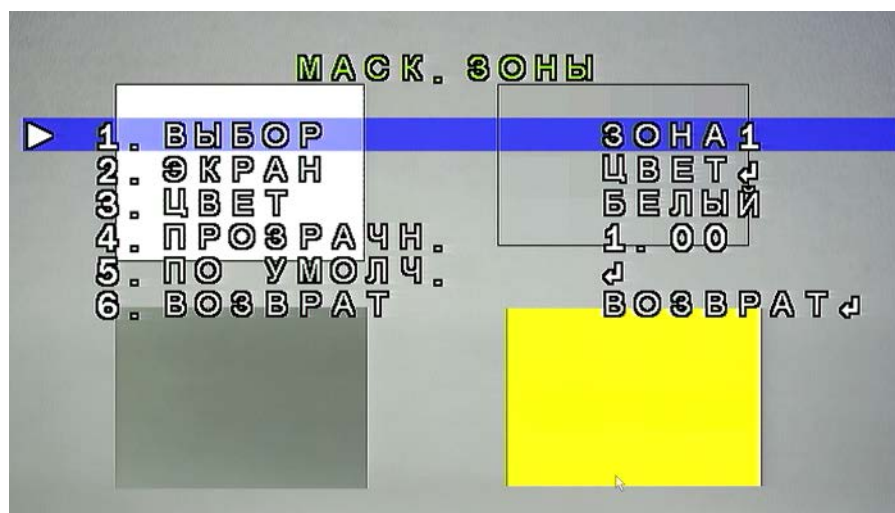 МАСК. ЗОНЫ
1. ВЫБОР ЗОНА1
2. ЭКРАН ЦВЕТ↲
3. ЦВЕТ БЕЛЫЙ
4. ПРОЗРАЧН. 1.00
5. ПО УМОЛЧ. ↲
6. ВОЗВРАТ ВОЗВРАТ↲